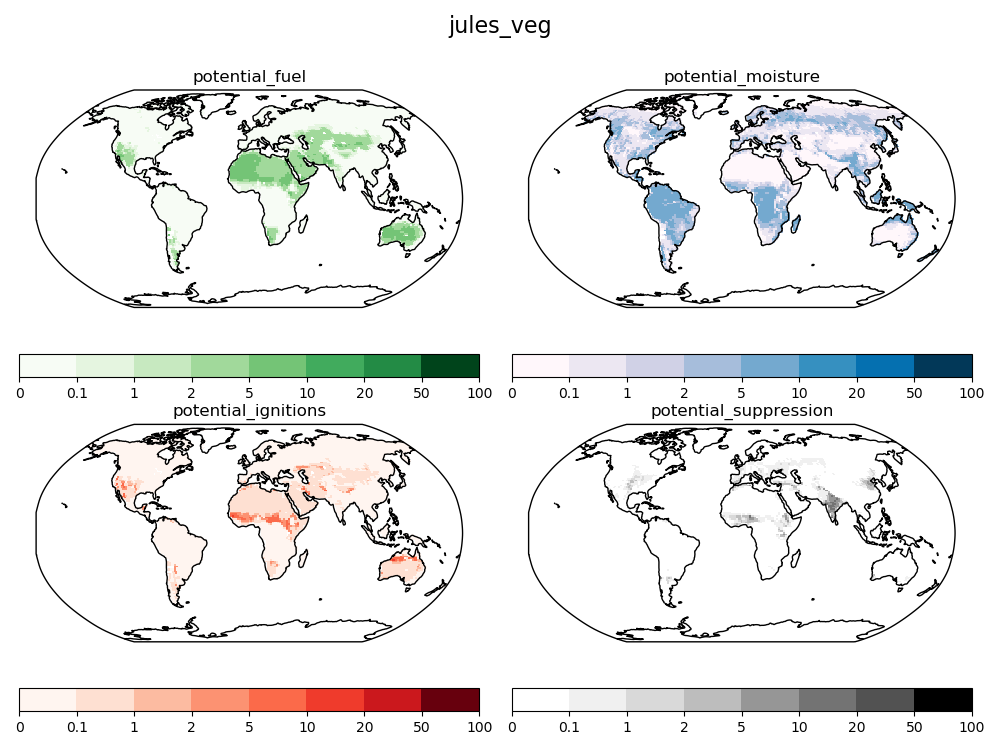 jules_veg
potential_fuel
potential_moisture
0 0.1 1 2 5 10 20 50 100
0 0.1 1 2 5 10 20 50 100
potential_ignitions
potential_suppression
0 0.1 1 2 5 10 20 50 100
0 0.1 1 2 5 10 20 50 100